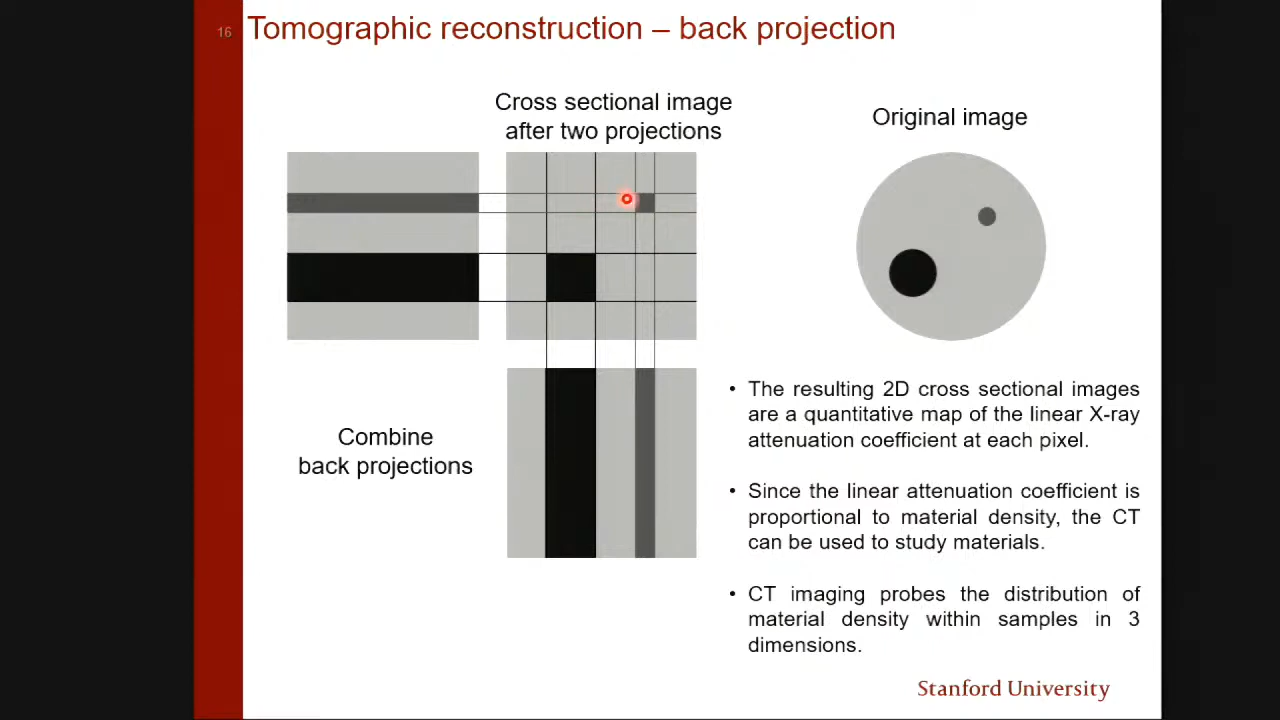 16
Tomographic reconstruction – back projection
Cross sectional image
after two projections
Original image
Combine
back projections
• The resulting 2D cross sectional images
are a quantitative map of the linear X-ray
attenuation coefficient at each pixel.
• Since the linear attenuation coefficient is
proportional to material density, the CT
can be used to study materials.
• CT imaging probes the distribution of
material density within samples in 3
dimensions.
Stanford University